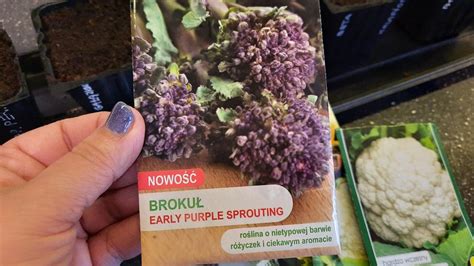 NOWOŚĆ
BROKUŁ
EARLY PURPLE SPROUTING
roślina o nietypowej barwie
różyczek i ciekawym aromacie